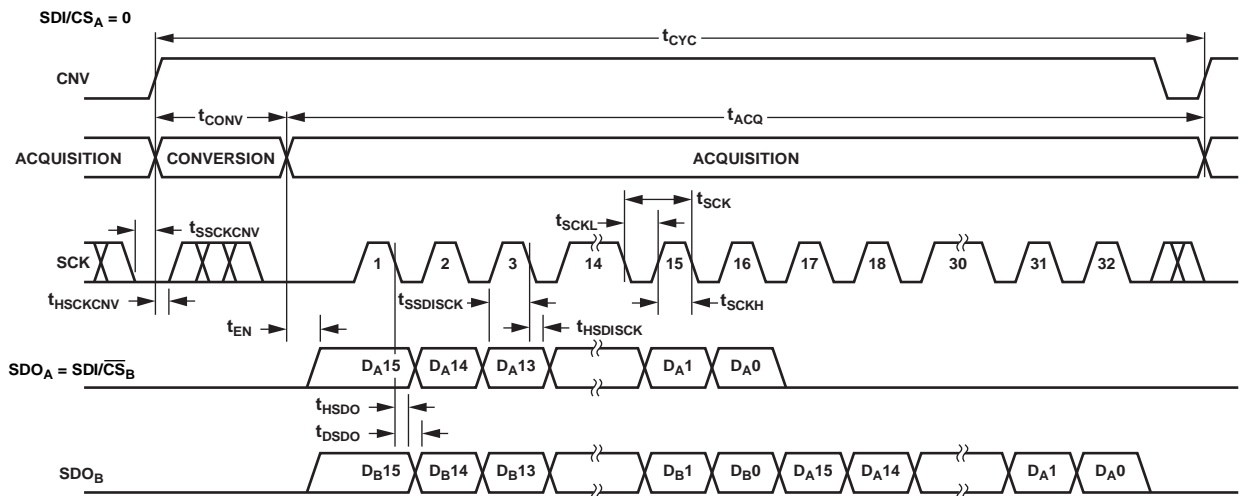 SDI/CSA = 0
tCYC
CNV
tCONV
tACQ
ACQUISITION
CONVERSION
ACQUISITION
tSCK
tSCKL
tSSCKCNV
SCK
1
2
3
14
15
16
17
18
30
31
32
tHSCKCNV
tSSDISCK
tSCKH
tEN
tHSDISCK
SDOA = SDI/CSB
DA15
DA14
DA13
DA1
DA0
tHSDO
tDSDO
SDOB
DB15
DB14
DB13
DB1
DB0
DA15
DA14
DA1
DA0